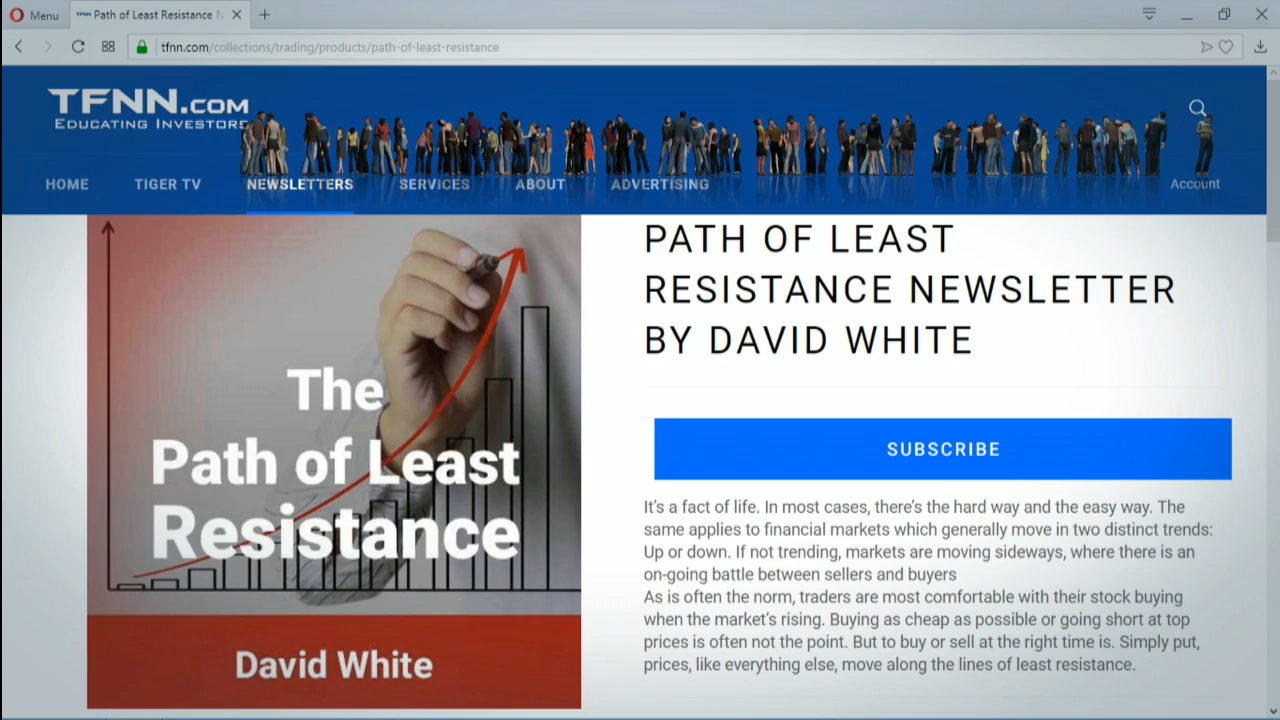 Menu
TFNN Path of Least Resistance N
tfnn.com/collections/trading/products/path-of-least-resistance
TFNN.COM
EDUCATING INVESTORS
HOME TIGER TV NEWSLETTERS SERVICES ABOUT ADVERTISING Account
The
Path of Least
Resistance
David White
PATH OF LEAST
RESISTANCE NEWSLETTER
BY DAVID WHITE
SUBSCRIBE
It's a fact of life. In most cases, there's the hard way and the easy way. The
same applies to financial markets which generally move in two distinct trends:
Up or down. If not trending, markets are moving sideways, where there is an
on-going battle between sellers and buyers
As is often the norm, traders are most comfortable with their stock buying
when the market's rising. Buying as cheap as possible or going short at top
prices is often not the point. But to buy or sell at the right time is. Simply put,
prices, like everything else, move along the lines of least resistance.